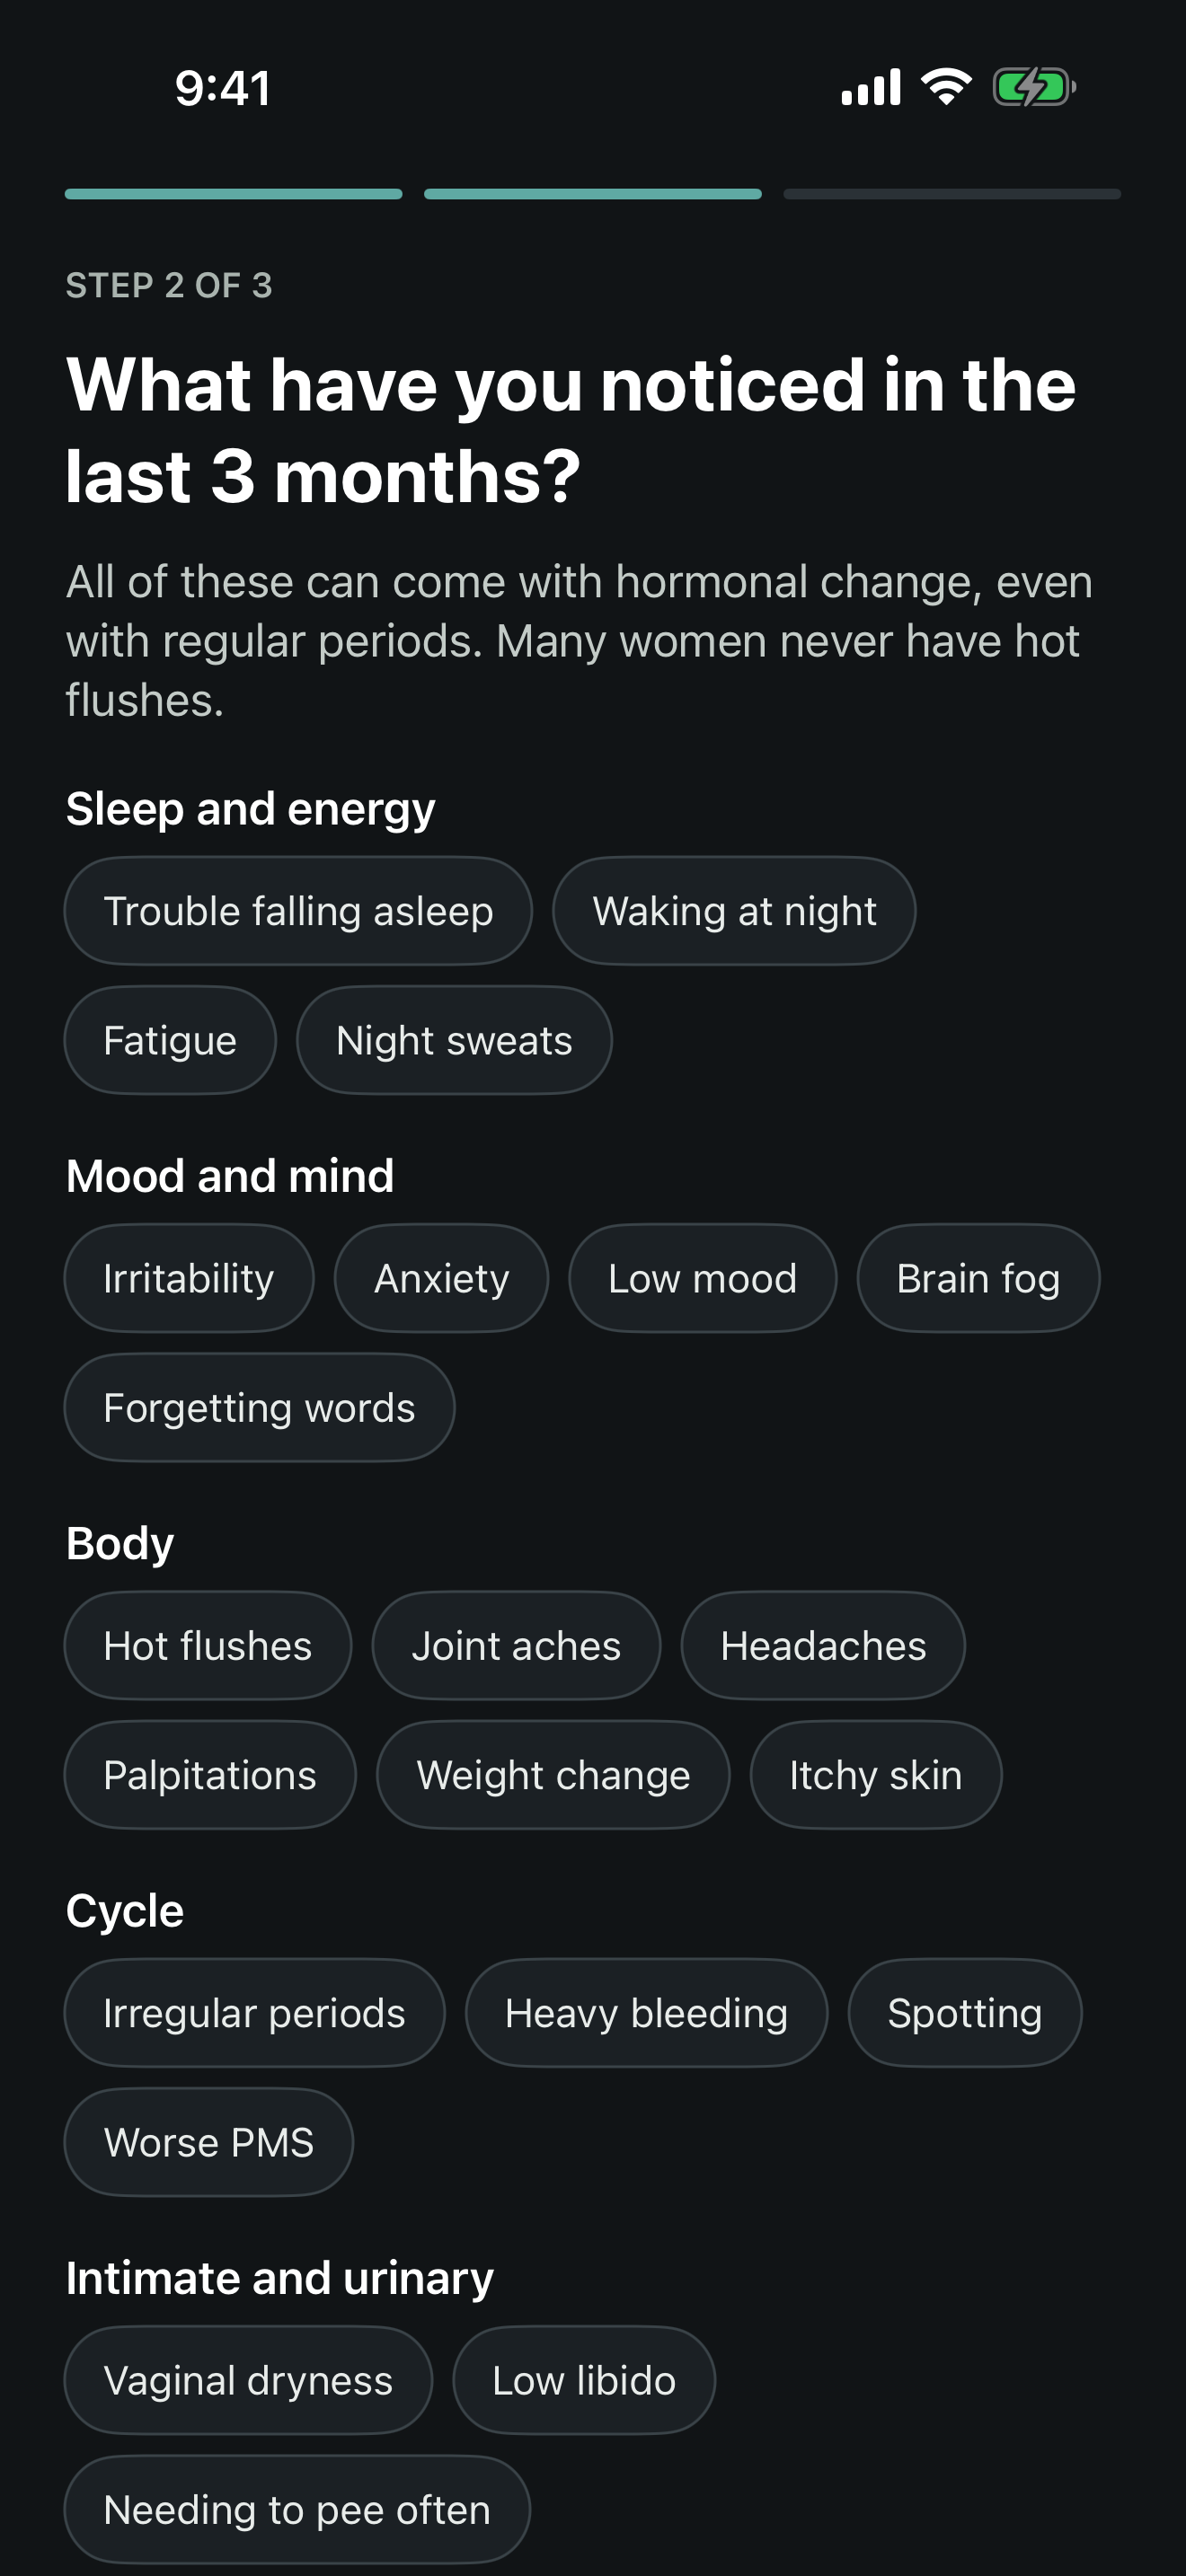 9:41
STEP 2 OF 3
What have you noticed in the
last 3 months?
All of these can come with hormonal change, even
with regular periods. Many women never have hot
flushes.
Sleep and energy
Trouble falling asleep Waking at night
Fatigue Night sweats
Mood and mind
Irritability Anxiety Low mood Brain fog
Forgetting words
Body
Hot flushes Joint aches Headaches
Palpitations Weight change Itchy skin
Cycle
Irregular periods Heavy bleeding Spotting
Worse PMS
Intimate and urinary
Vaginal dryness Low libido
Needing to pee often